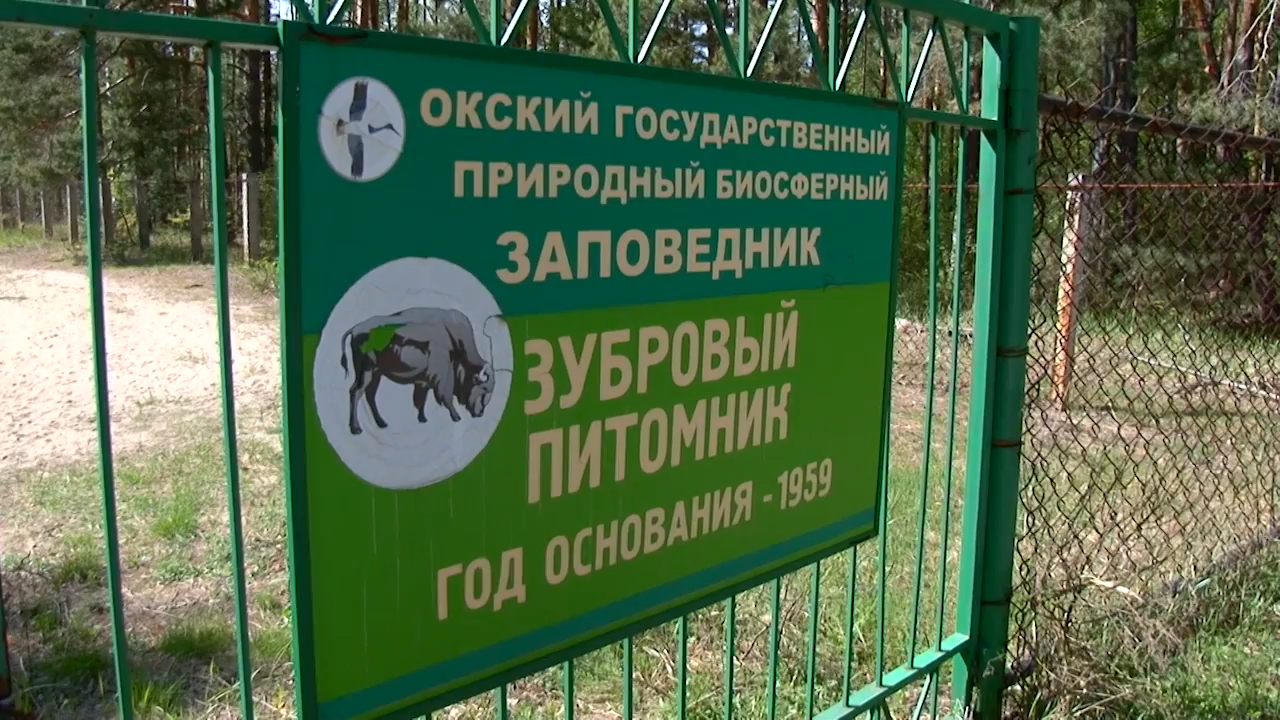 ОКСКИЙ ГОСУДАРСТВЕННЫЙ
ПРИРОДНЫЙ БИОСФЕРНЫЙ
ЗАПОВЕДНИК
ЗУБРОВЫЙ
ПИТОМНИК
ГОД ОСНОВАНИЯ - 1959